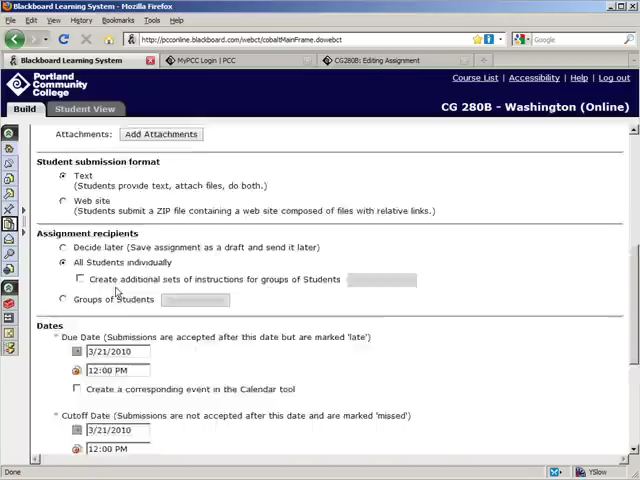 Blackboard Learning System - Mozilla Firefox
File Edit View History Bookmarks Tools Help
http://pcconline.blackboard.com/webct/cobaltMainFrame.dowebct
Google
Blackboard Learning System
MyPCC Login | PCC
CG280B: Editing Assignment
Portland
Community
College
Course List | Accessibility | Help | Log out
Build
Student View
CG 280B - Washington (Online)
Attachments: Add Attachments
Student submission format
Text
(Students provide text, attach files, do both.)
Web site
(Students submit a ZIP file containing a web site composed of files with relative links.)
Assignment recipients
Decide later (Save assignment as a draft and send it later)
All Students individually
Create additional sets of instructions for groups of Students
Groups of Students
Dates
* Due Date (Submissions are accepted after this date but are marked 'late')
3/21/2010
12:00 PM
Create a corresponding event in the Calendar tool
* Cutoff Date (Submissions are not accepted after this date and are marked 'missed')
3/21/2010
12:00 PM
Done
YSlow